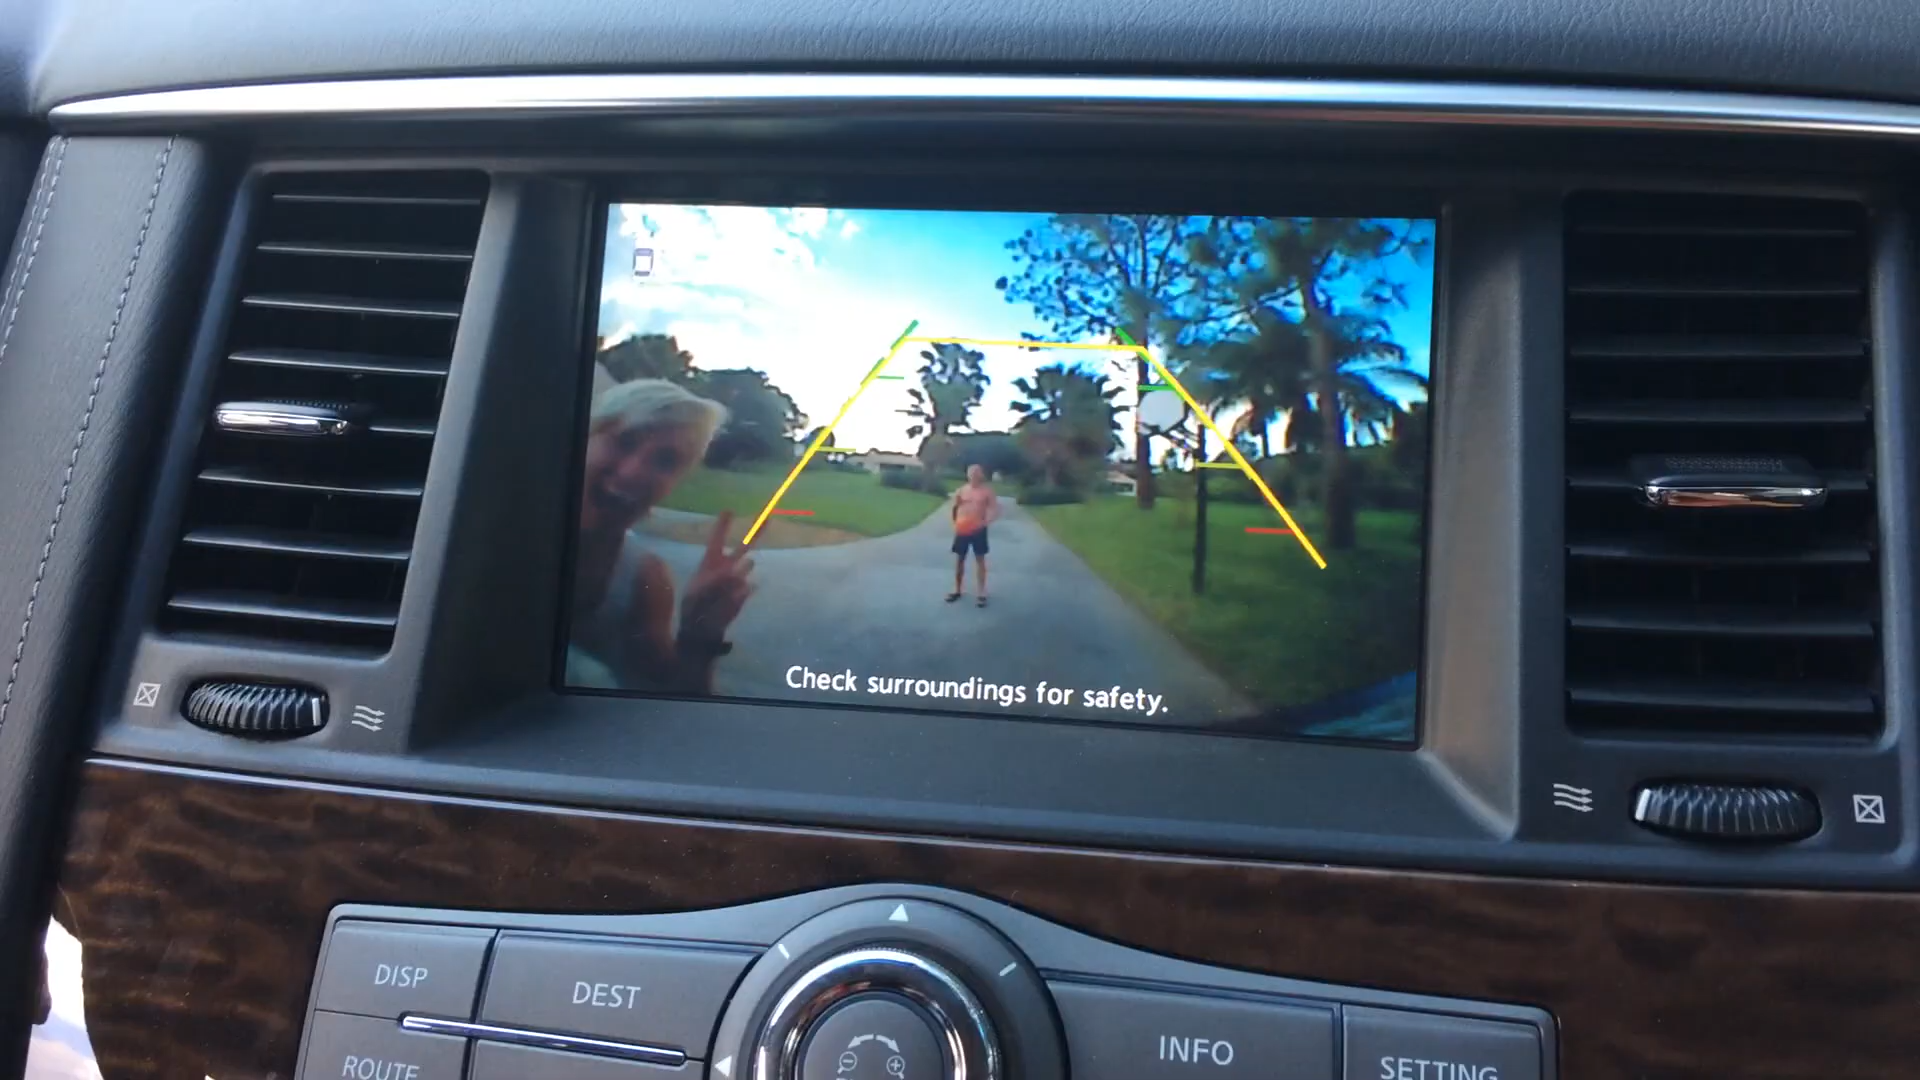 Check surroundings for safety.
DISP
DEST
INFO
ROUTE
SETTING